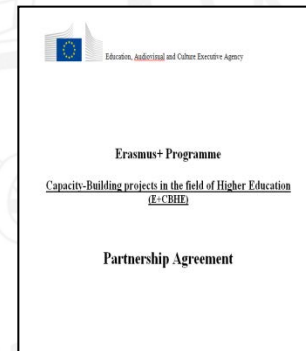 Education, Audiovisual and Culture Executive Agency
Erasmus+ Programme
Capacity-Building projects in the field of Higher Education
(E+CBHE)
Partnership Agreement